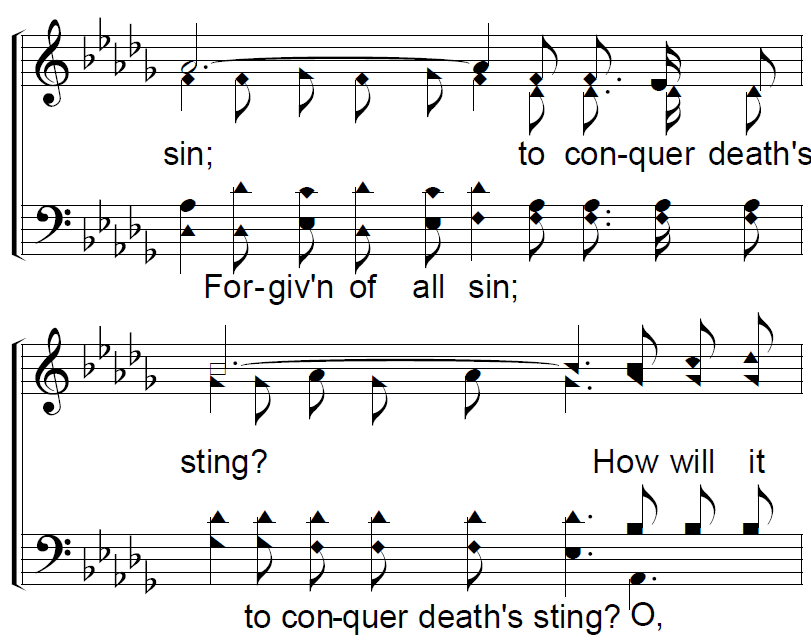 sin; to con-quer death's
For-giv'n of all sin;
sting? How will it
to con-quer death's sting? O,